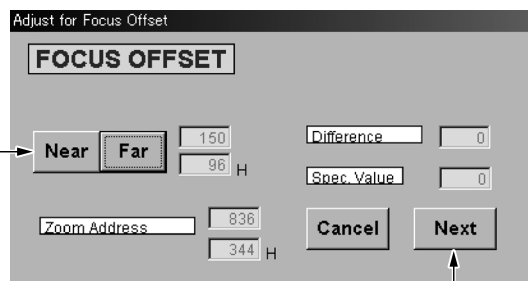 Adjust for Focus Offset
FOCUS OFFSET
Near Far 150
96 H
Difference 0
Spec. Value 0
Zoom Address 836
344 H
Cancel Next